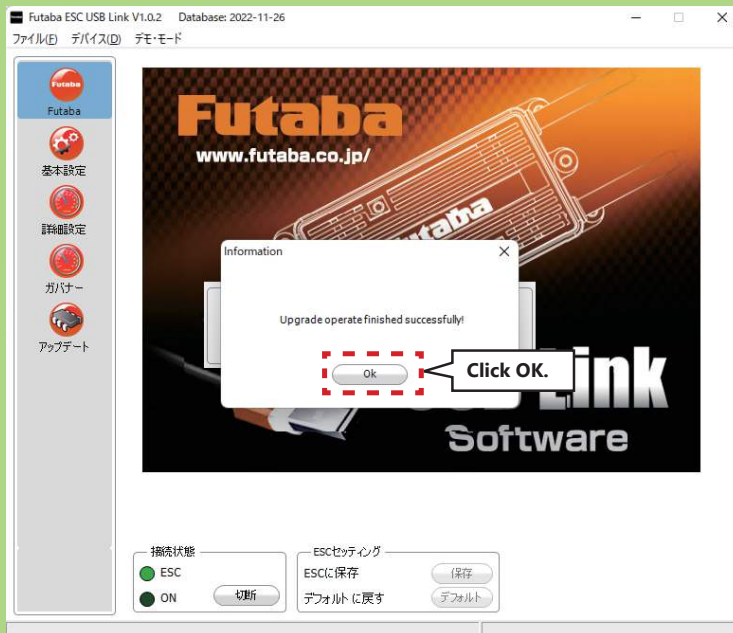 Futaba ESC USB Link V1.0.2 Database: 2022-11-26
ファイル(F) デバイス(D) デモ・モード
Futaba
Futaba
基本設定
詳細設定
ガバナー
アップデート
Futaba
www.futaba.co.jp/
Futaba
Information
Upgrade operate finished successfully!
Ok
Click OK.
Link
Software
接続状態
ESC
ON
切断
ESCセッティング
ESCに保存
保存
デフォルトに戻す
デフォルト